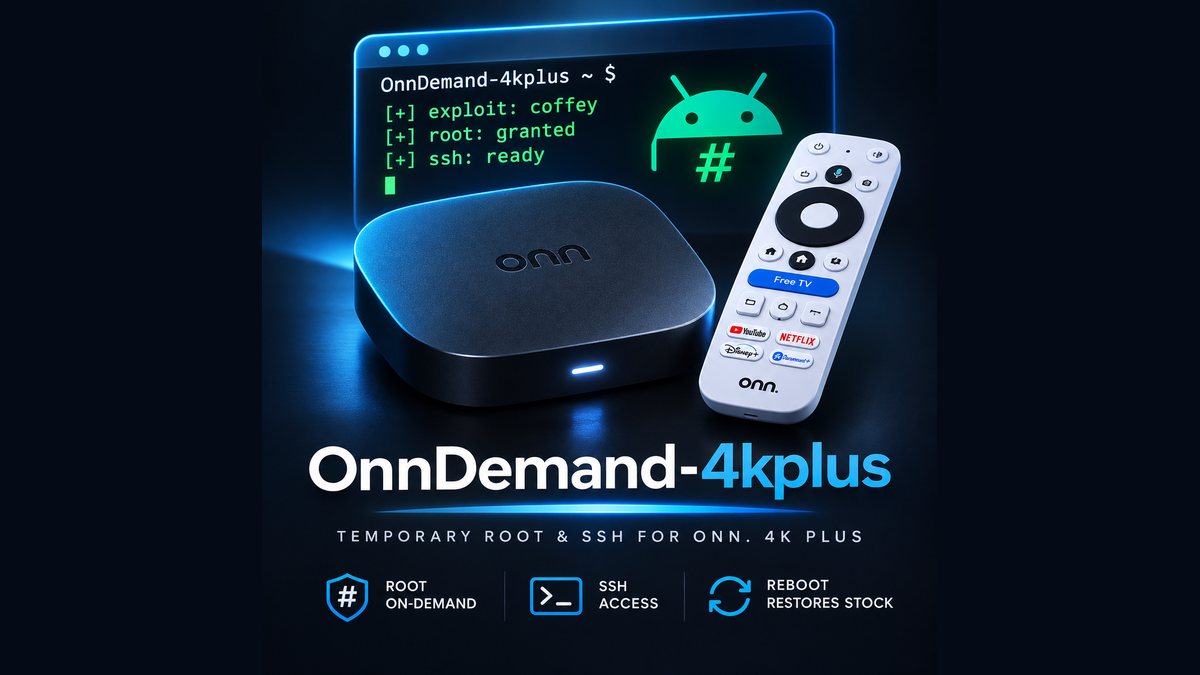 OnnDemand-4kplus ~ $
[+] exploit: coffey
[+] root: granted
[+] ssh: ready
#
onn
Free TV
YouTube
NETFLIX
Disney+
Paramount+
onn.
OnnDemand-4kplus
TEMPORARY ROOT & SSH FOR ONN. 4K PLUS
#
ROOT
ON-DEMAND
>_
SSH
ACCESS
REBOOT
RESTORES STOCK